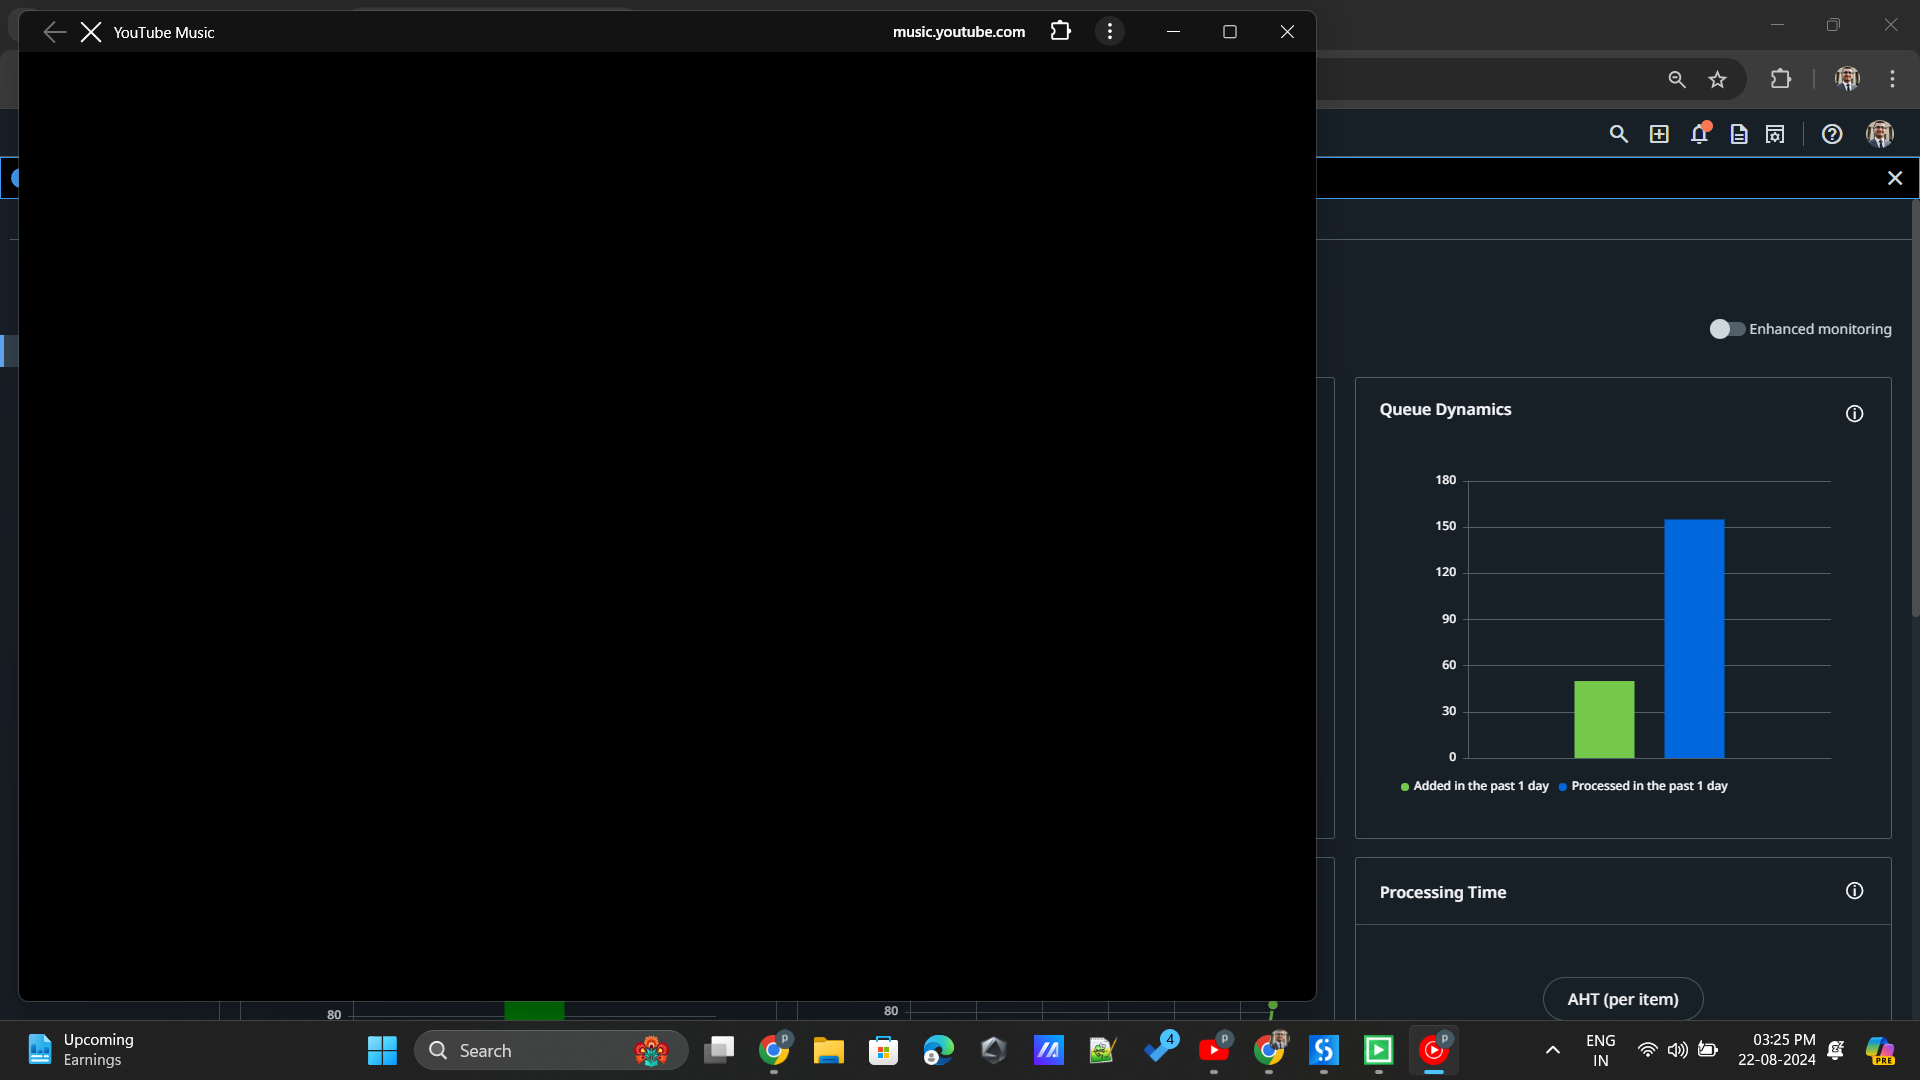 YouTube Music
music.youtube.com
Enhanced monitoring
Queue Dynamics
180
150
120
90
60
30
0
Added in the past 1 day
Processed in the past 1 day
Processing Time
AHT (per item)
80
80
Upcoming
Earnings
Search
P
4
P
P
ENG
IN
03:25 PM
22-08-2024
PRE